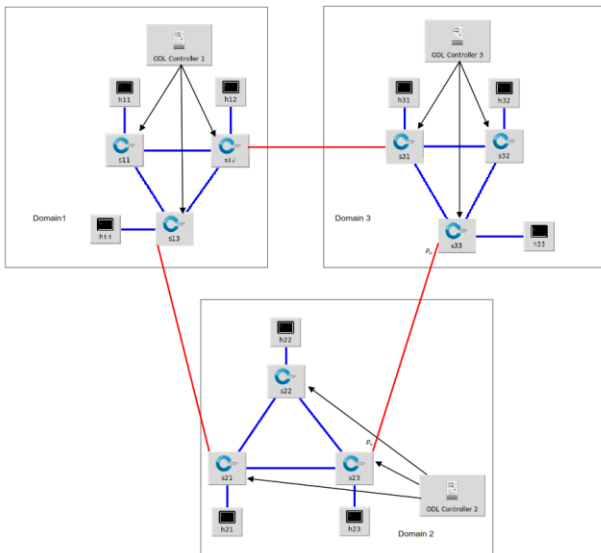 ODL Controller 1
h11
h12
s11
s12
s13
Domain1
ODL Controller 3
h31
h32
s31
s32
s33
h33
Domain 3
p
h22
s22
p
s21
s23
h21
h23
ODL Controller 2
Domain 2